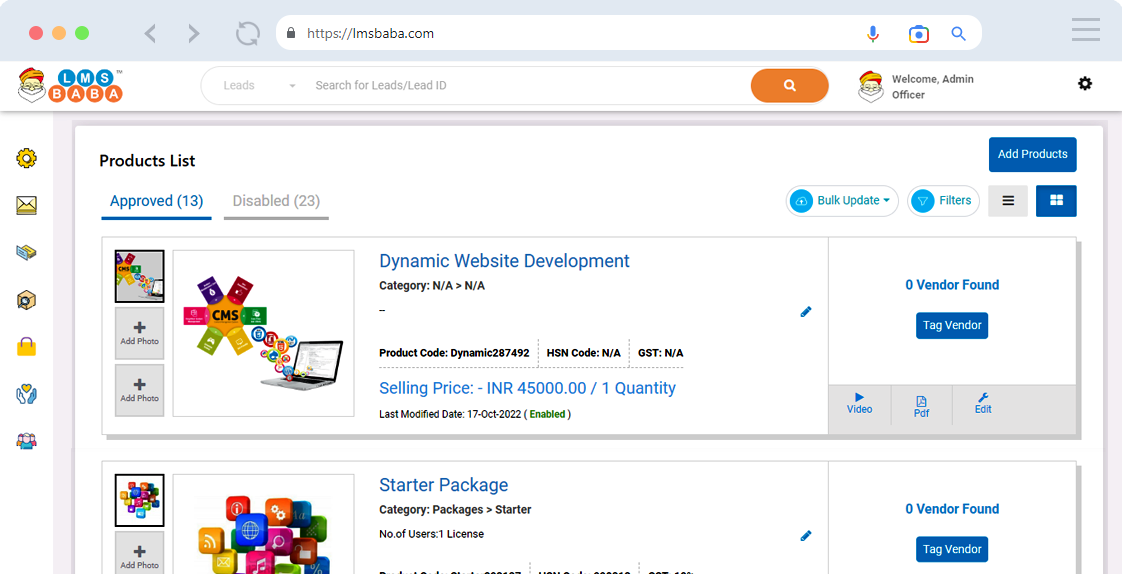 https://lmsbaba.com
LMS™
BABA
Leads
Search for Leads/Lead ID
Welcome, Admin
Officer
Products List
Add Products
Approved (13)
Disabled (23)
Bulk Update
Filters
CMS
CMS
Add Photo
Add Photo
Dynamic Website Development
Category: N/A > N/A
--
Product Code: Dynamic287492
HSN Code: N/A
GST: N/A
Selling Price: - INR 45000.00 / 1 Quantity
Last Modified Date: 17-Oct-2022 ( Enabled )
0 Vendor Found
Tag Vendor
Video
Pdf
Edit
Add Photo
Starter Package
Category: Packages > Starter
No.of Users:1 License
0 Vendor Found
Tag Vendor